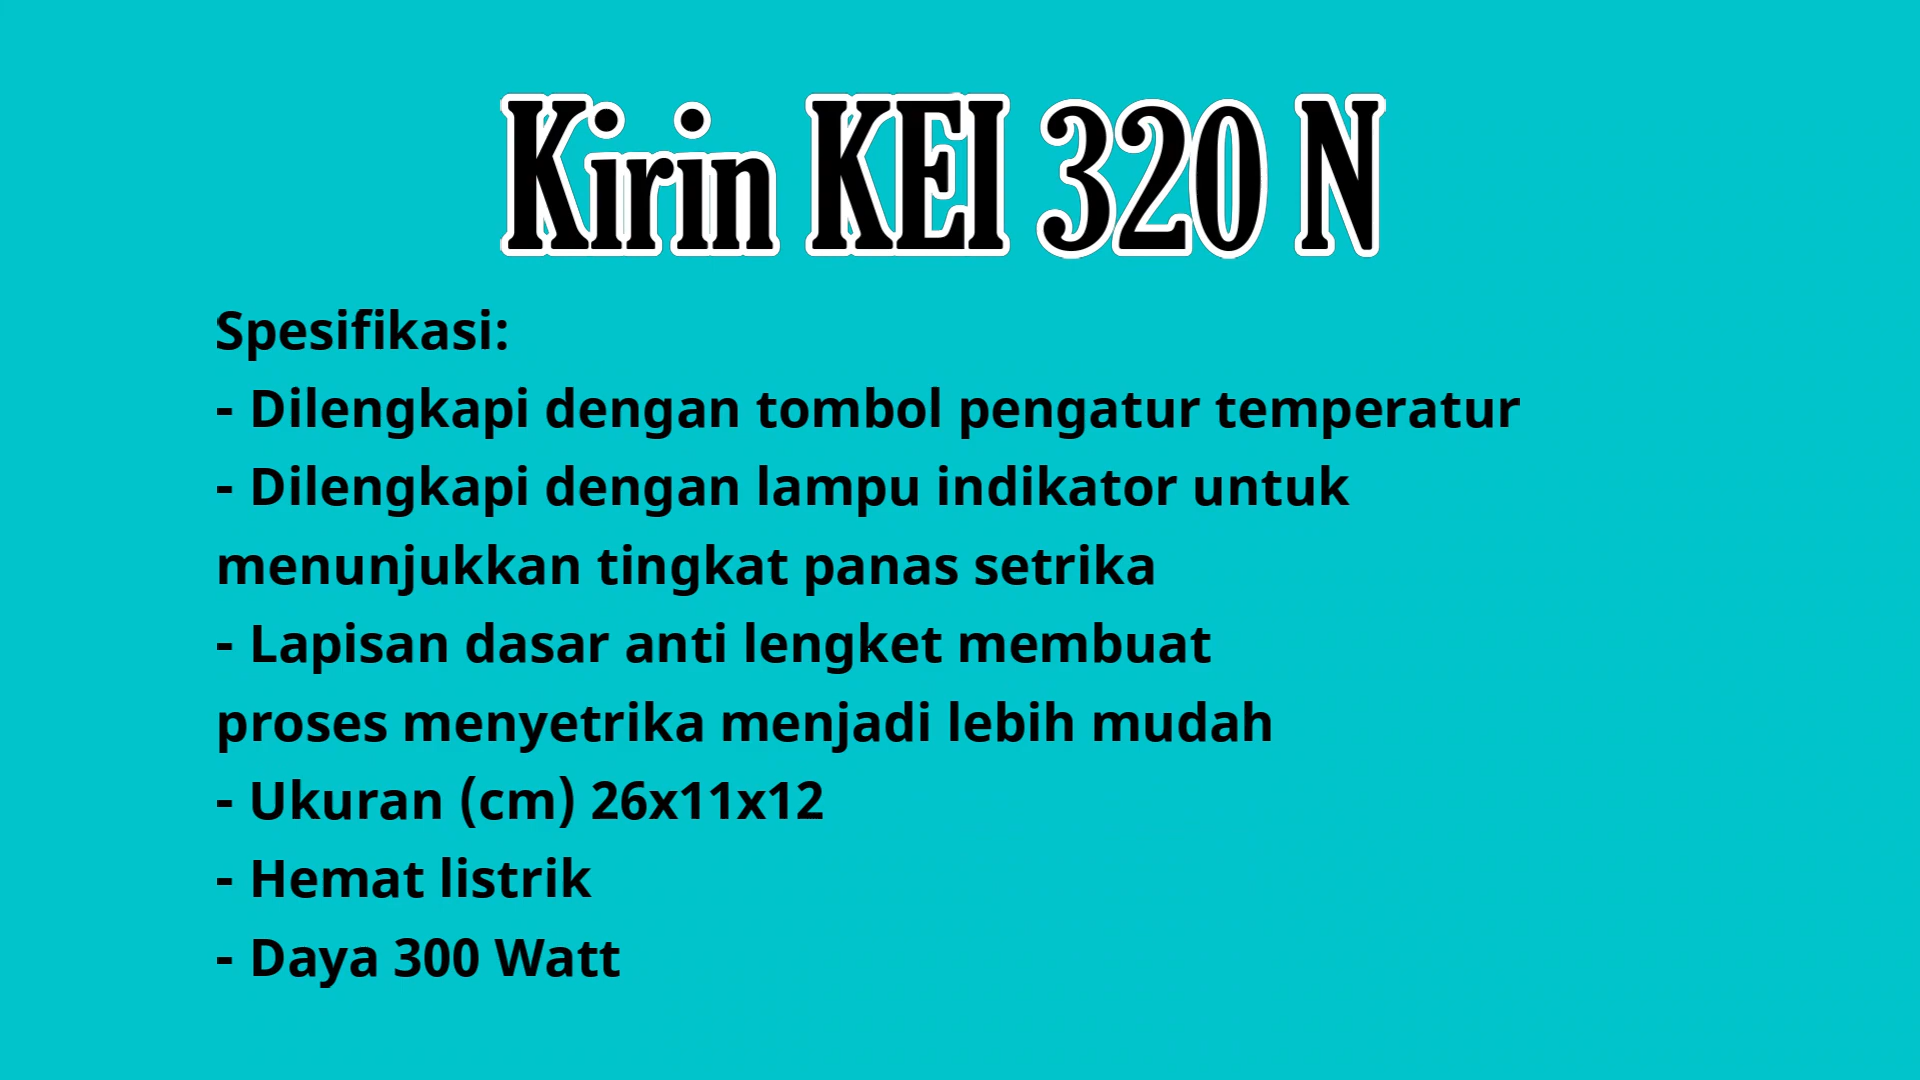 Kirin KEI 320 N
Spesifikasi:
- Dilengkapi dengan tombol pengatur temperatur
- Dilengkapi dengan lampu indikator untuk
menunjukkan tingkat panas setrika
- Lapisan dasar anti lengket membuat
proses menyetrika menjadi lebih mudah
- Ukuran (cm) 26x11x12
- Hemat listrik
- Daya 300 Watt